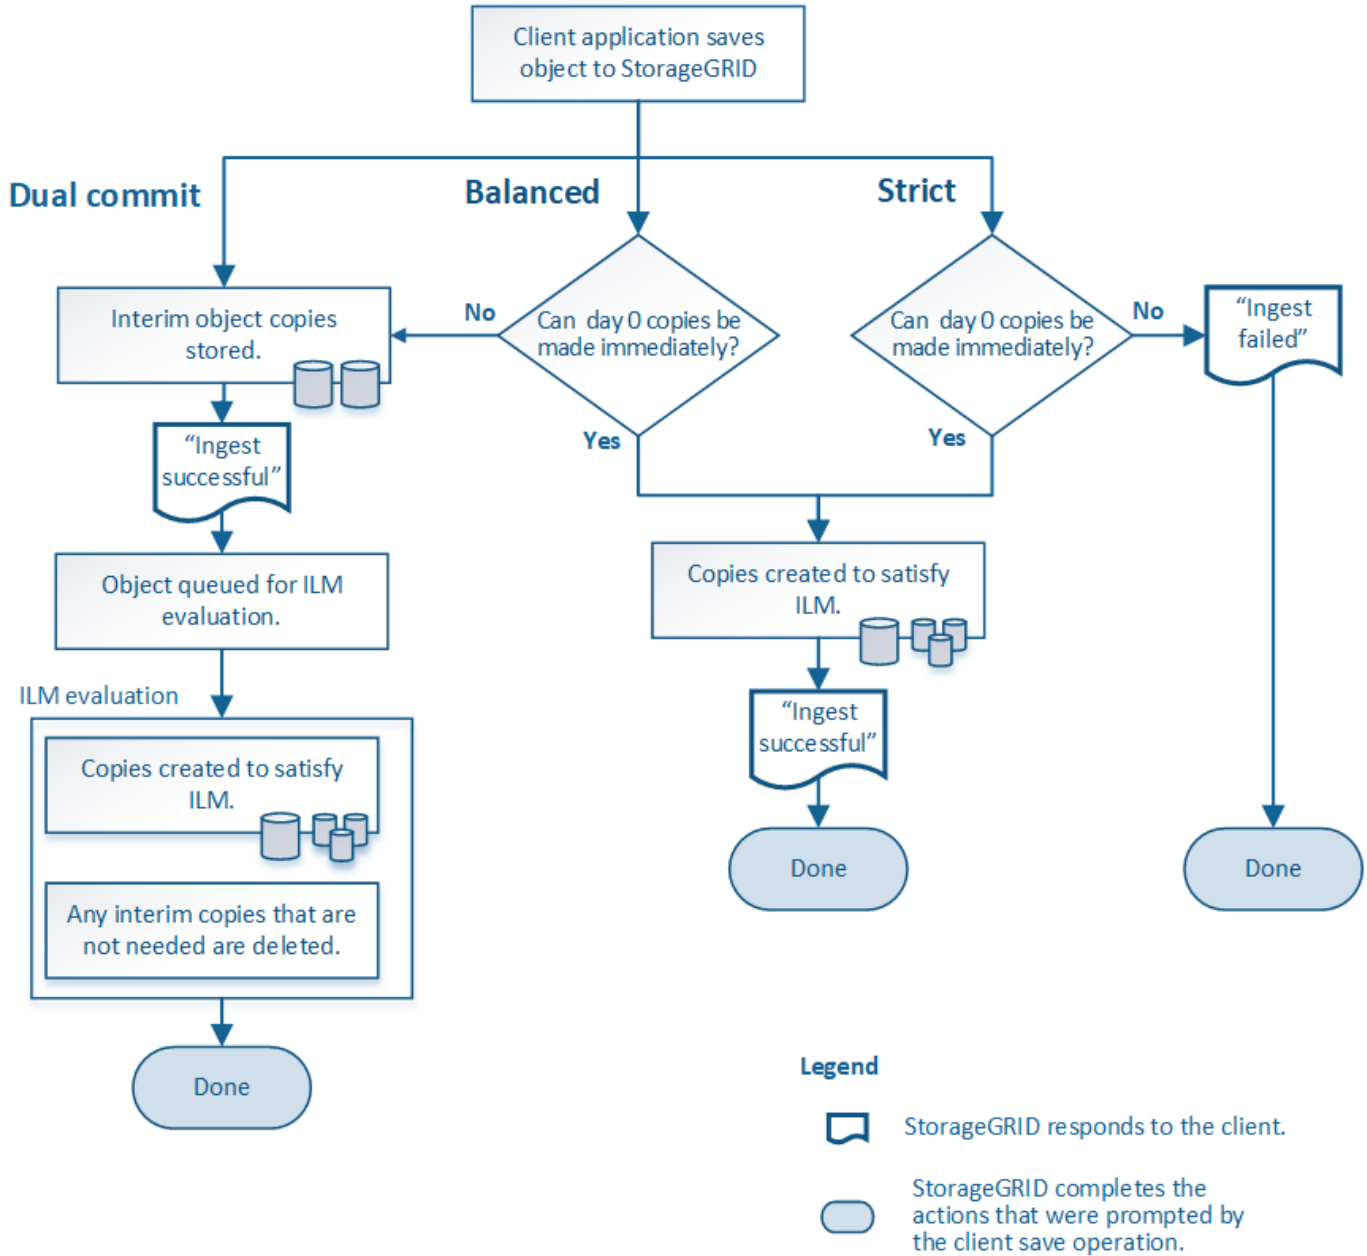 Client application saves
object to StorageGRID
Dual commit
Balanced
Strict
Interim object copies
stored.
No
Can day 0 copies be
made immediately?
Yes
Can day 0 copies be
made immediately?
No
Yes
“Ingest
failed”
“Ingest
successful”
Object queued for ILM
evaluation.
Copies created to satisfy
ILM.
ILM evaluation
“Ingest
successful”
Copies created to satisfy
ILM.
Any interim copies that are
not needed are deleted.
Done
Done
Done
Legend
StorageGRID responds to the client.
StorageGRID completes the
actions that were prompted by
the client save operation.